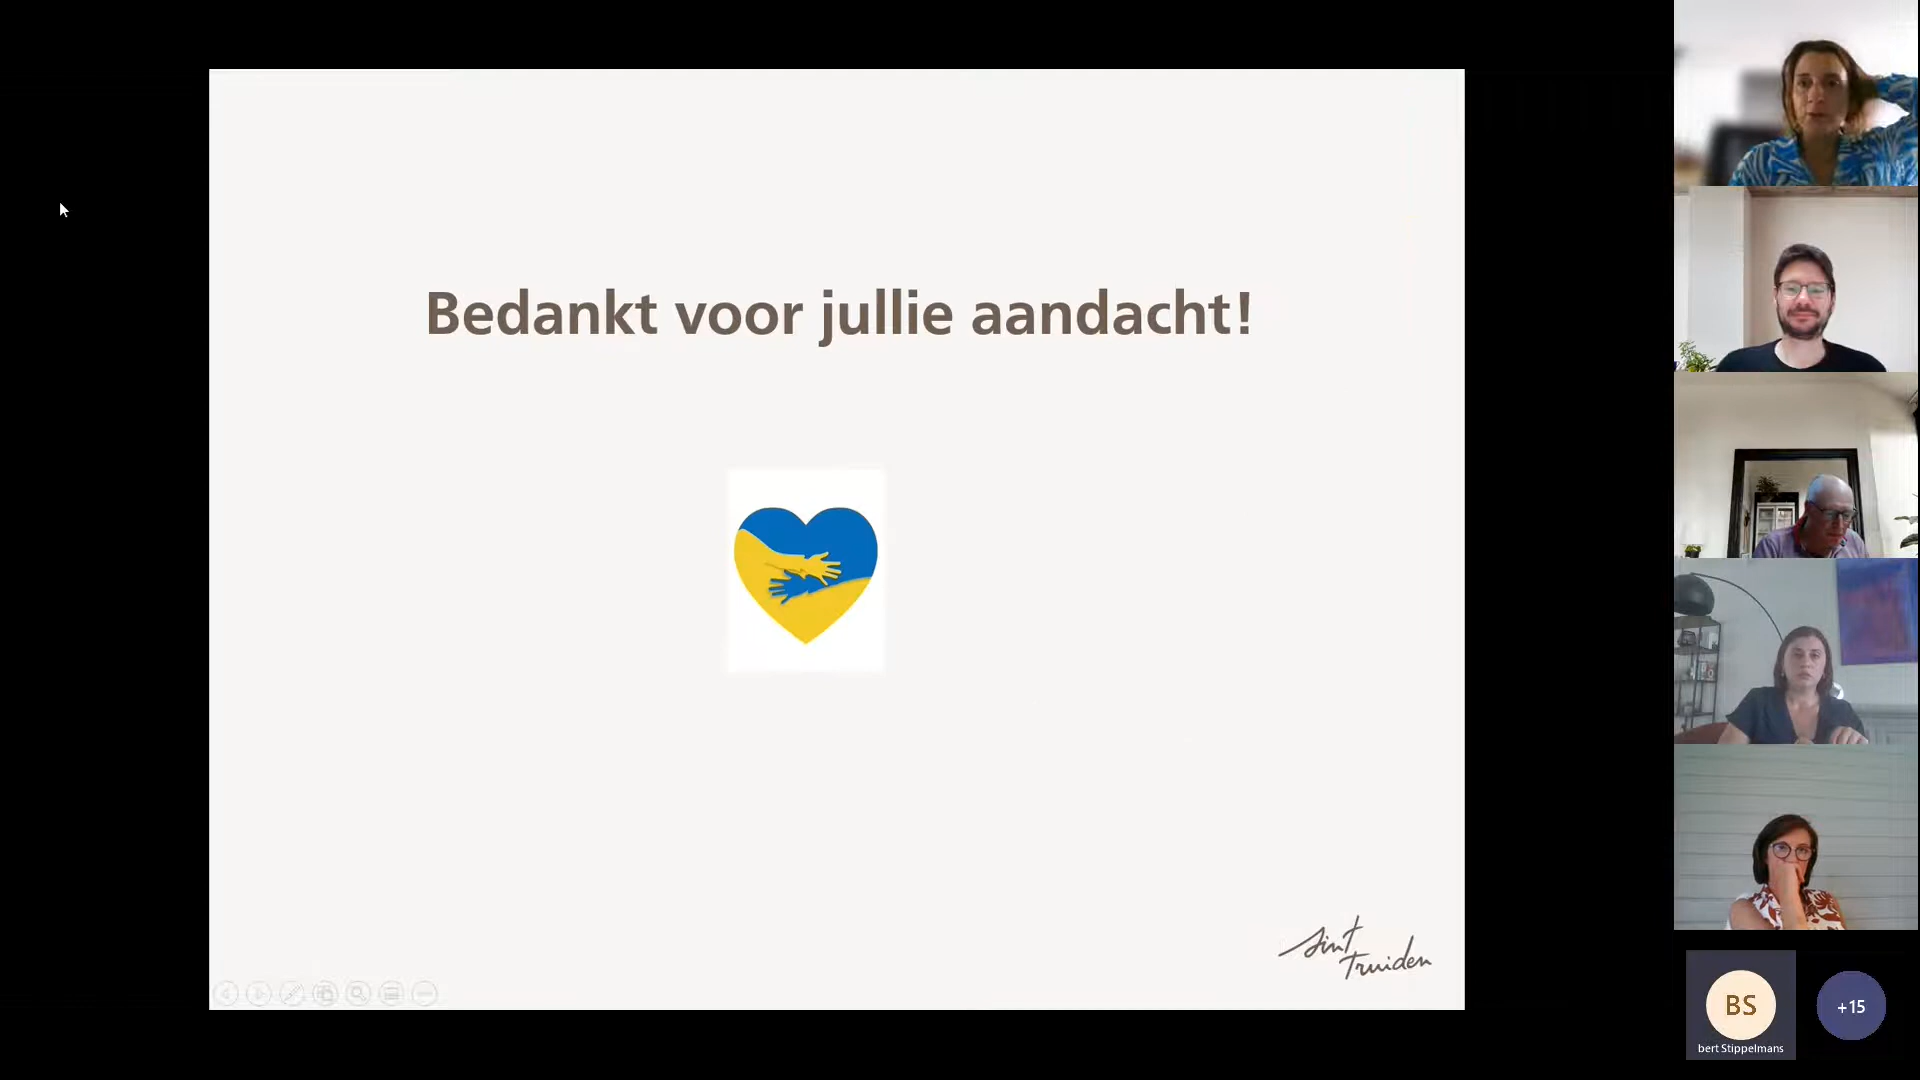 Bedankt voor jullie aandacht!
sint
truiden
BS
+15
bert Stippelmans